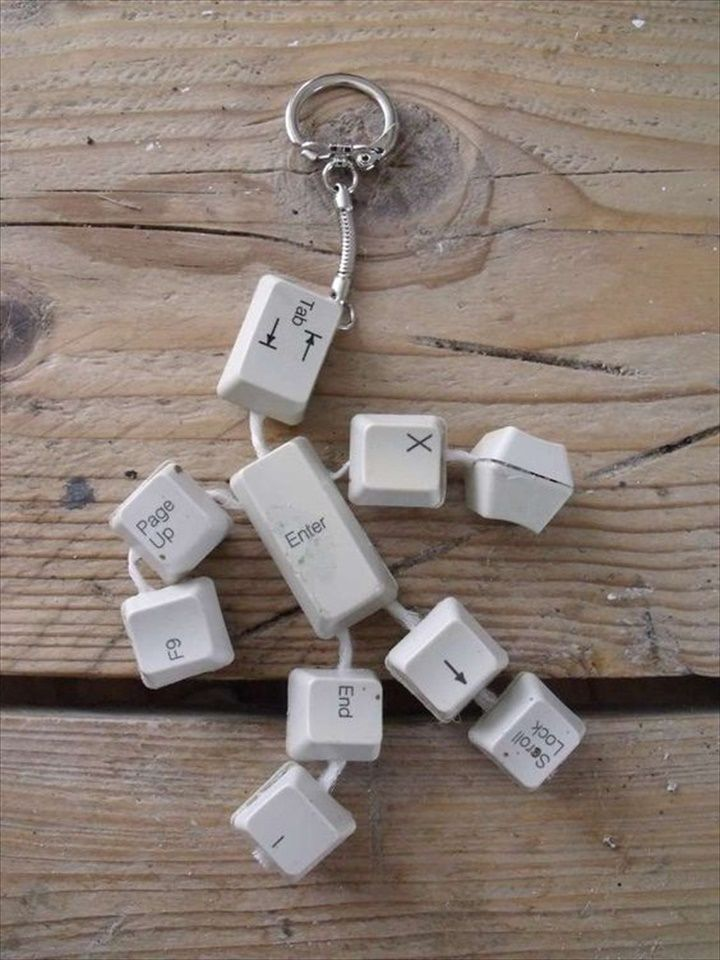 Tab
X
Enter
Page
Up
F9
End
Scroll
Lock